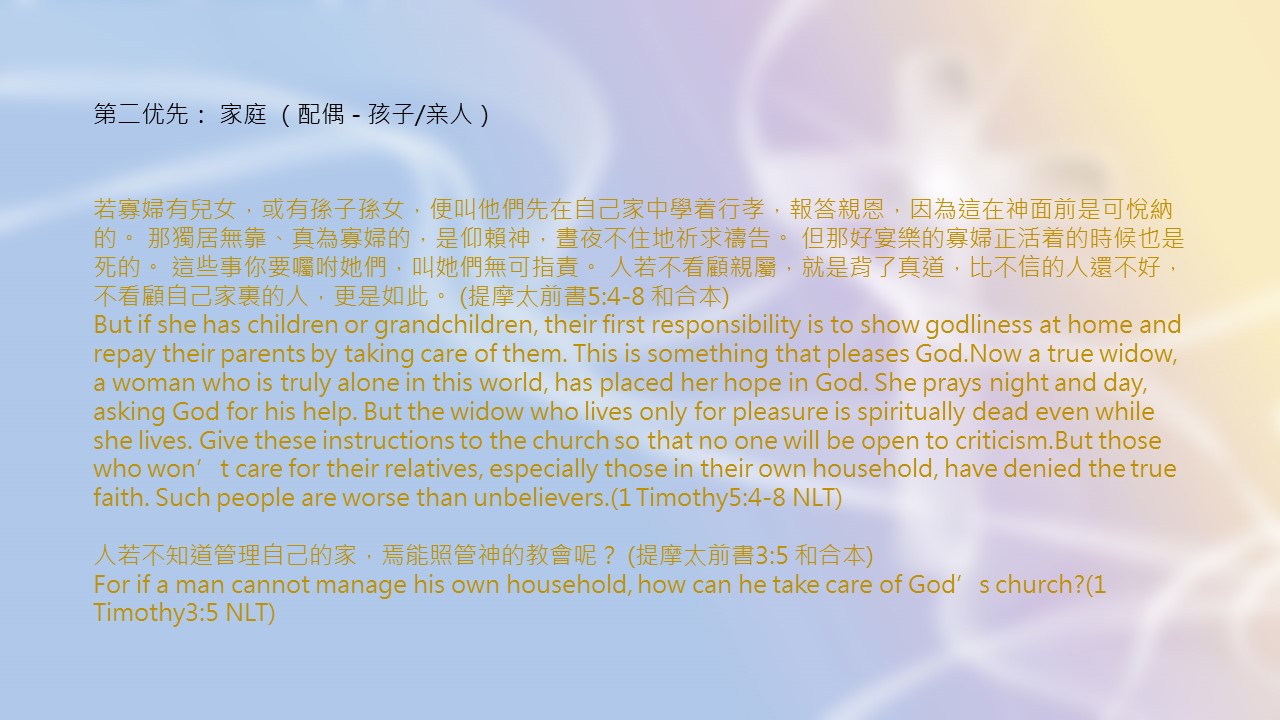 第二优先： 家庭 （配偶 - 孩子/亲人）
若寡婦有兒女，或有孫子孫女，便叫他們先在自己家中學着行孝，報答親恩，因為這在神面前是可悅納
的。 那獨居無靠、真為寡婦的，是仰賴神，晝夜不住地祈求禱告。 但那好宴樂的寡婦正活着的時候也是
死的。 這些事你要囑咐她們，叫她們無可指責。 人若不看顧親屬，就是背了真道，比不信的人還不好，
不看顧自己家裏的人，更是如此。 (提摩太前書5:4-8 和合本)
But if she has children or grandchildren, their first responsibility is to show godliness at home and
repay their parents by taking care of them. This is something that pleases God.Now a true widow,
a woman who is truly alone in this world, has placed her hope in God. She prays night and day,
asking God for his help. But the widow who lives only for pleasure is spiritually dead even while
she lives. Give these instructions to the church so that no one will be open to criticism.But those
who won’t care for their relatives, especially those in their own household, have denied the true
faith. Such people are worse than unbelievers.(1 Timothy5:4-8 NLT)
人若不知道管理自己的家，焉能照管神的教會呢？ (提摩太前書3:5 和合本)
For if a man cannot manage his own household, how can he take care of God’s church?(1
Timothy3:5 NLT)